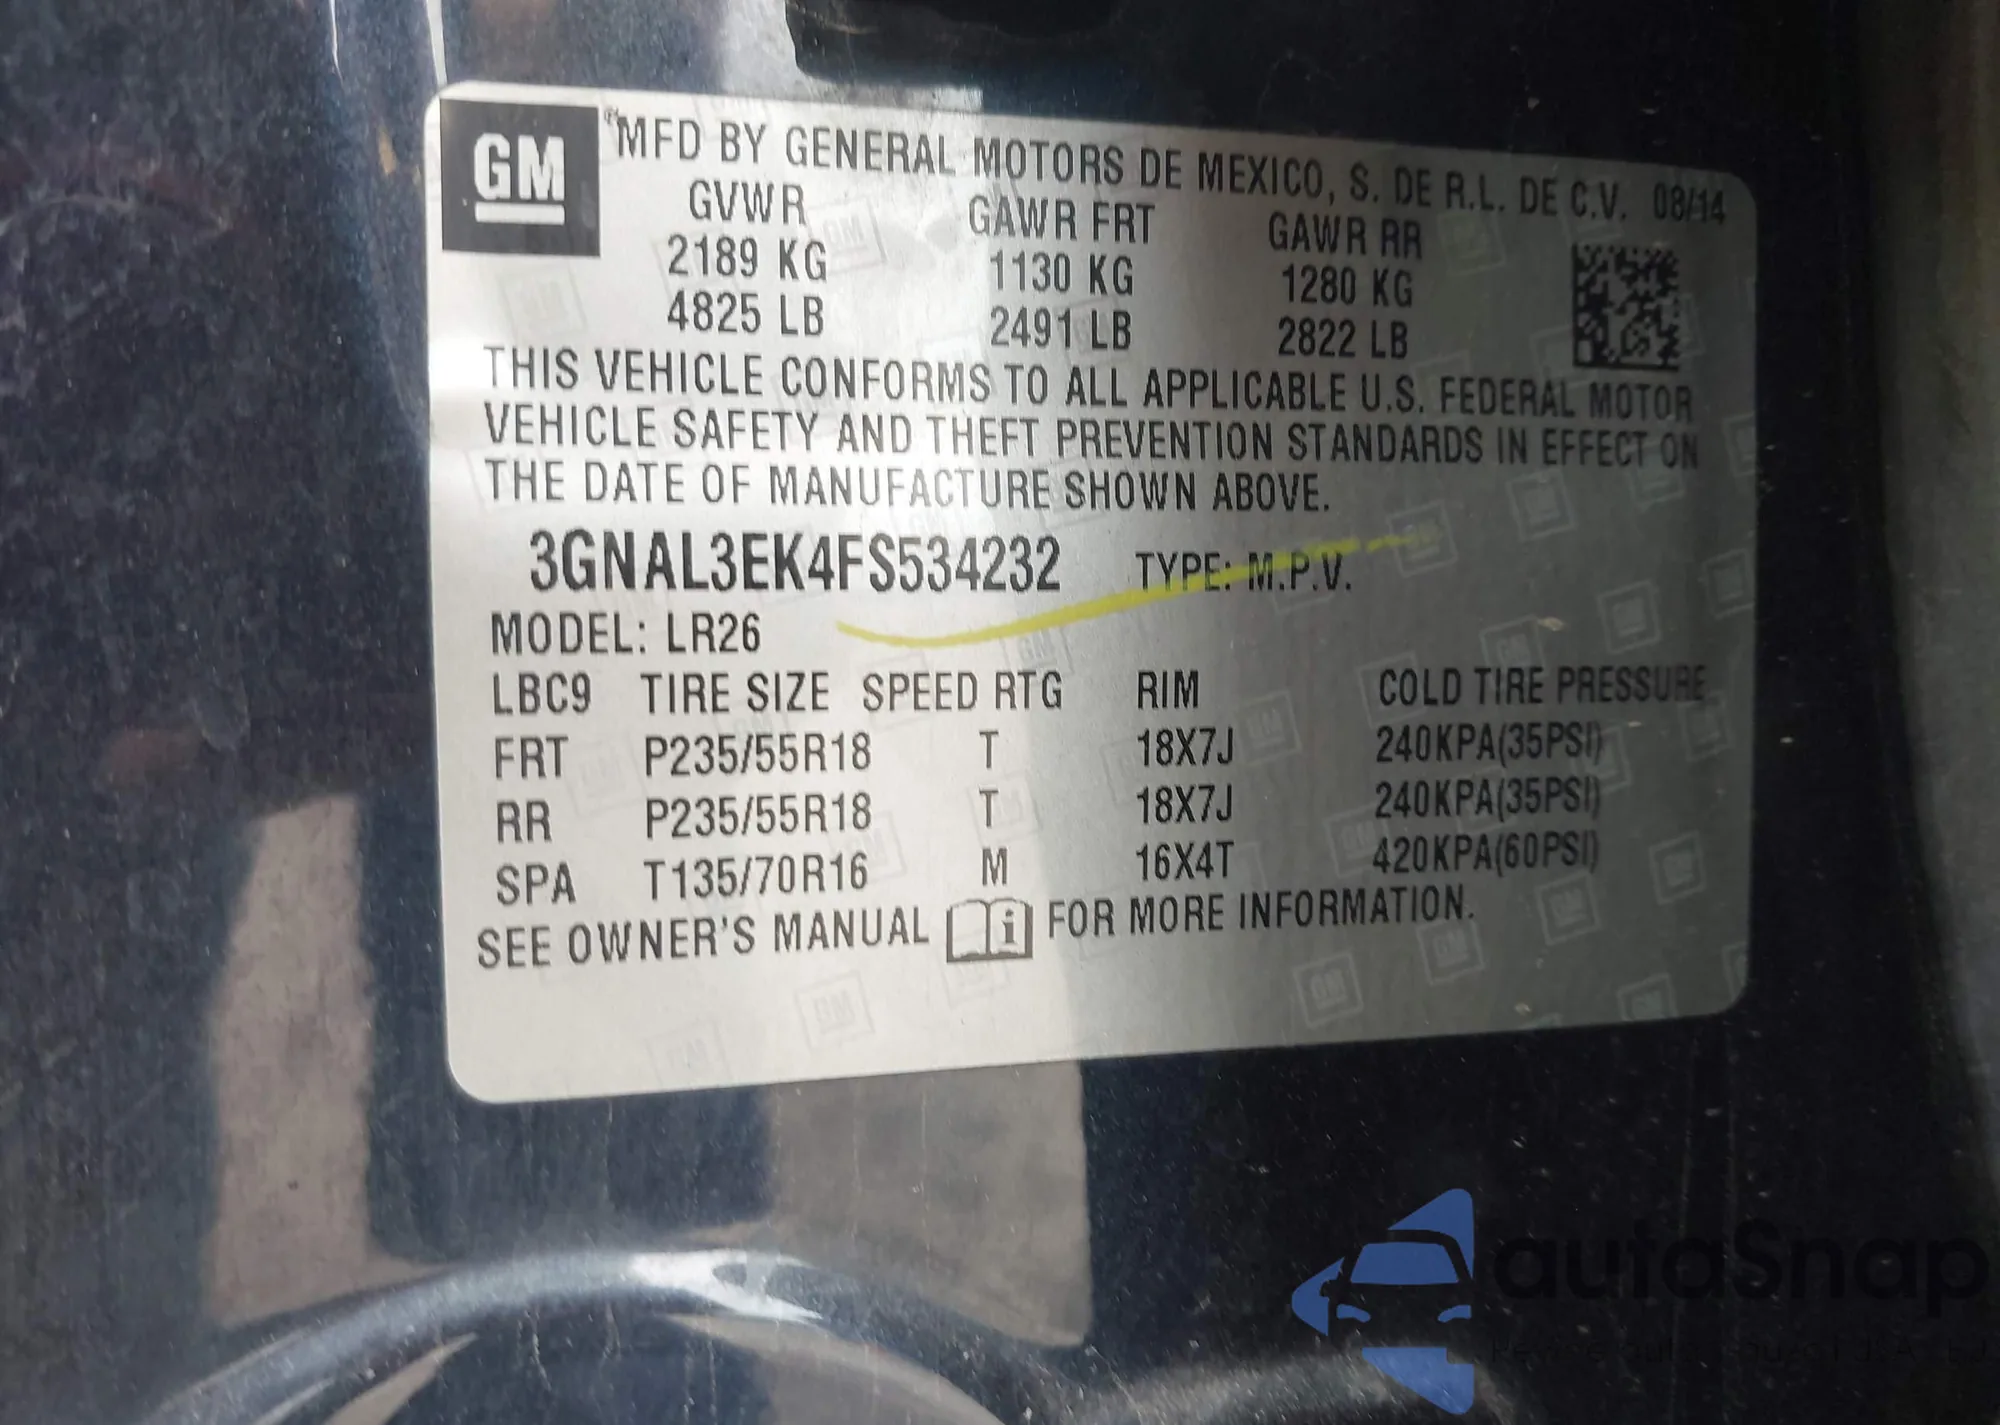 GM
® MFD BY GENERAL MOTORS DE MEXICO, S. DE R.L. DE C.V. 08/14
GVWR GAWR FRT GAWR RR
2189 KG 1130 KG 1280 KG
4825 LB 2491 LB 2822 LB
THIS VEHICLE CONFORMS TO ALL APPLICABLE U.S. FEDERAL MOTOR
VEHICLE SAFETY AND THEFT PREVENTION STANDARDS IN EFFECT ON
THE DATE OF MANUFACTURE SHOWN ABOVE.
3GNAL3EK4FS534232 TYPE: M.P.V.
MODEL: LR26
LBC9 TIRE SIZE SPEED RTG RIM COLD TIRE PRESSURE
FRT P235/55R18 T 18X7J 240KPA(35PSI)
RR P235/55R18 T 18X7J 240KPA(35PSI)
SPA T135/70R16 M 16X4T 420KPA(60PSI)
SEE OWNER'S MANUAL i FOR MORE INFORMATION.
autoSnap